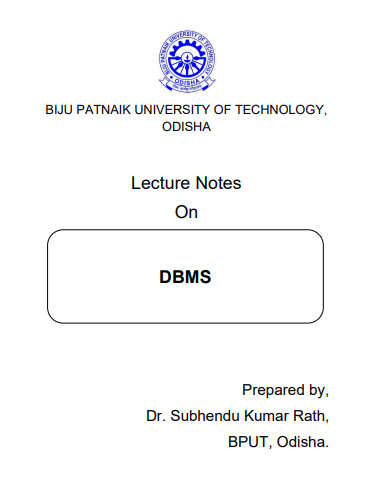 BIJU PATNAIK UNIVERSITY OF TECHNOLOGY
ODISHA
BIJU PATNAIK UNIVERSITY OF TECHNOLOGY,
ODISHA
Lecture Notes
On
DBMS
Prepared by,
Dr. Subhendu Kumar Rath,
BPUT, Odisha.